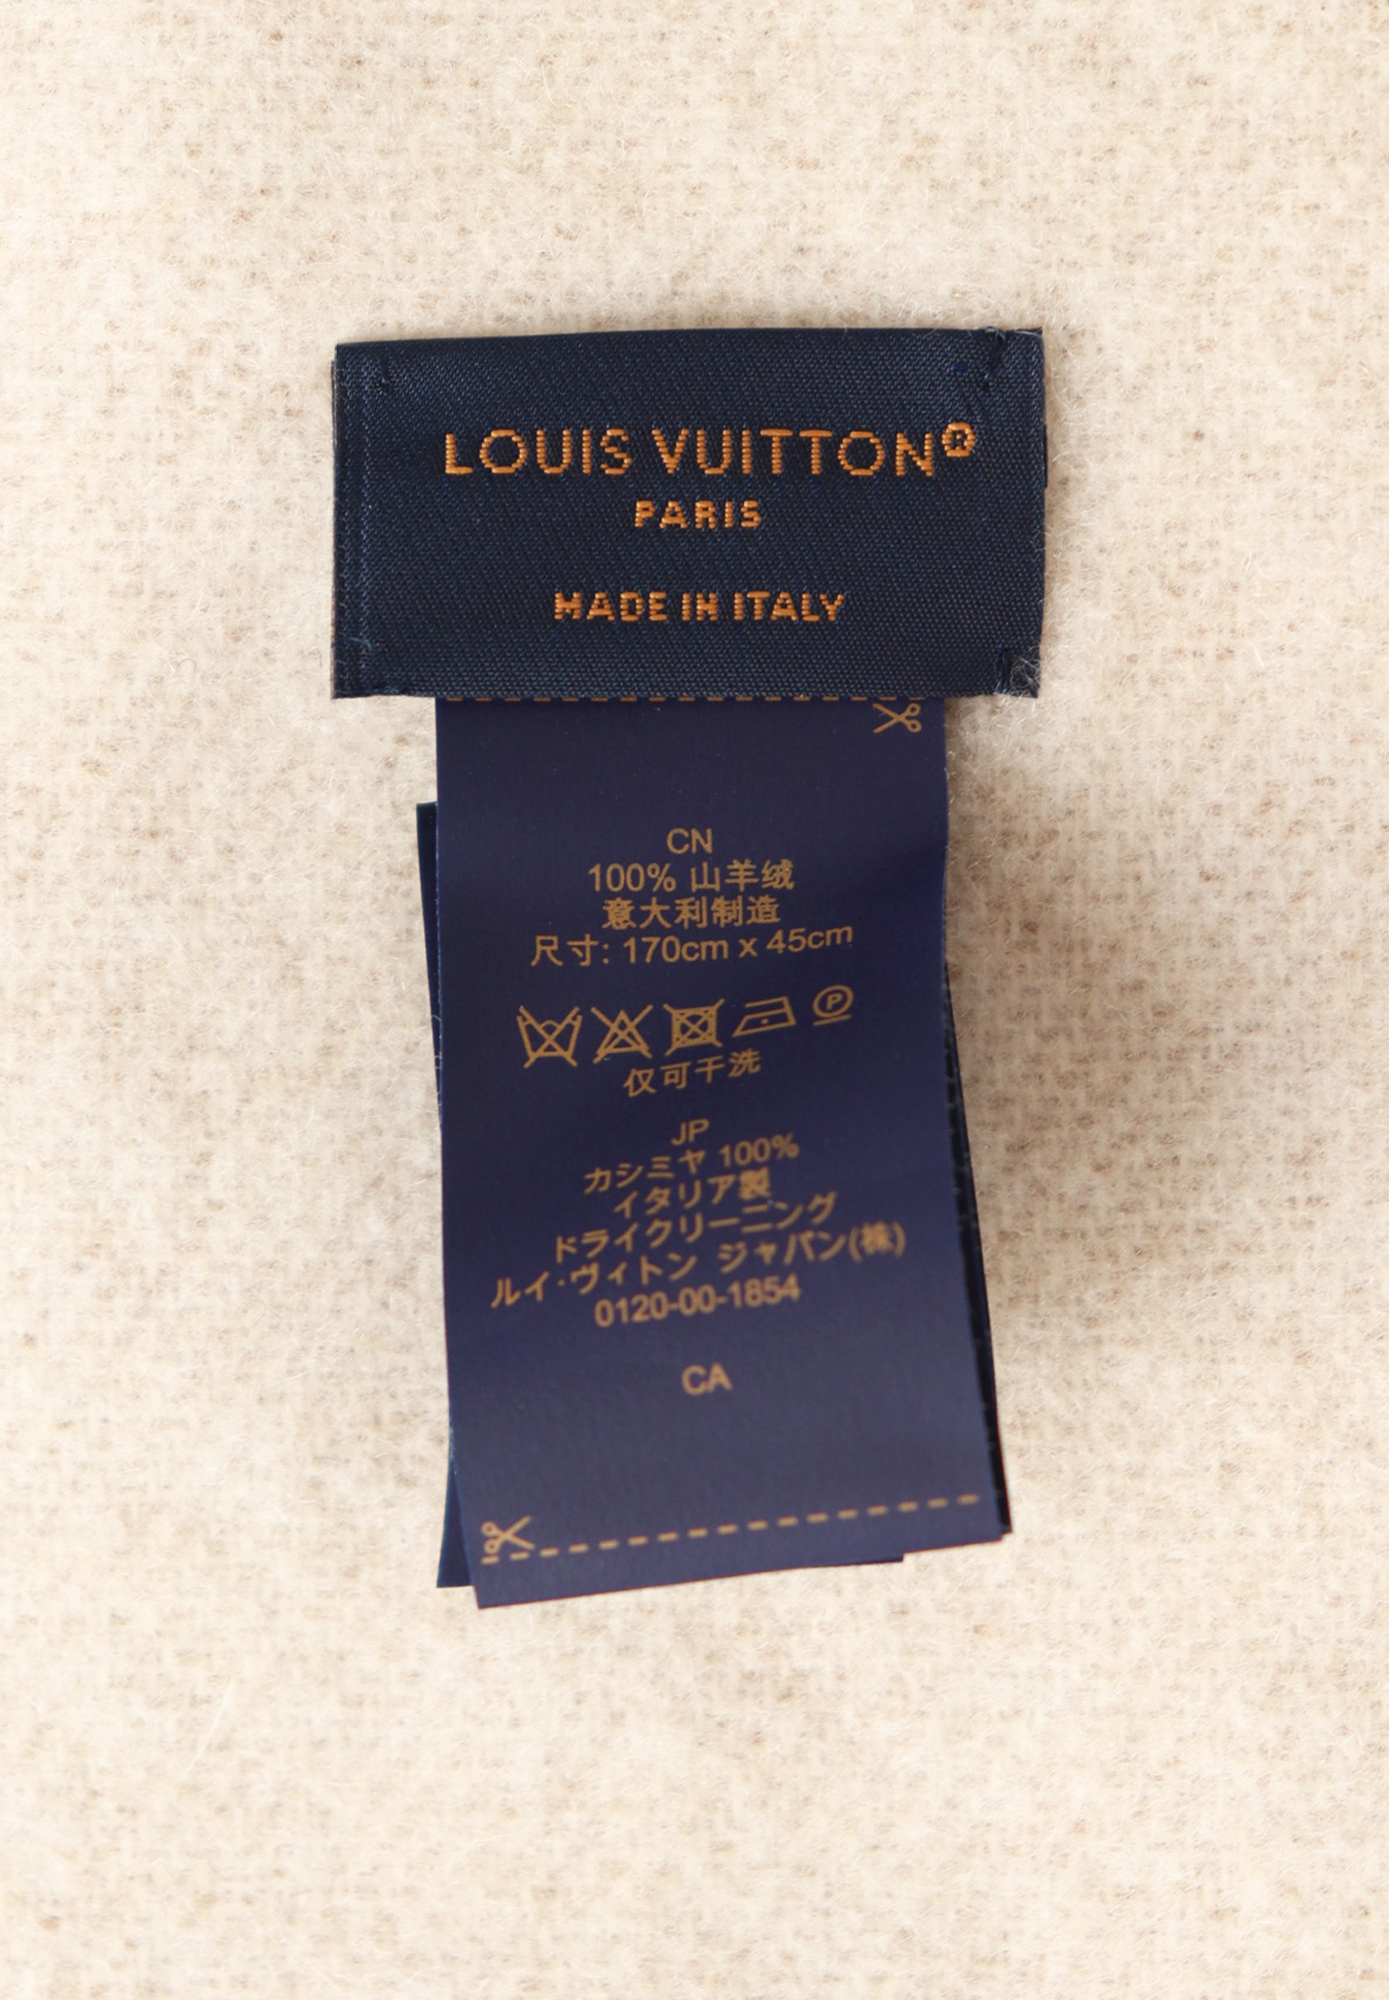 LOUIS VUITTON®
PARIS
MADE IN ITALY
CN
100% 山羊绒
意大利制造
尺寸: 170cm x 45cm
P
仅可干洗
JP
カシミヤ 100%
イタリア製
ドライクリーニング
ルイ・ヴィトン ジャパン(株)
0120-00-1854
CA